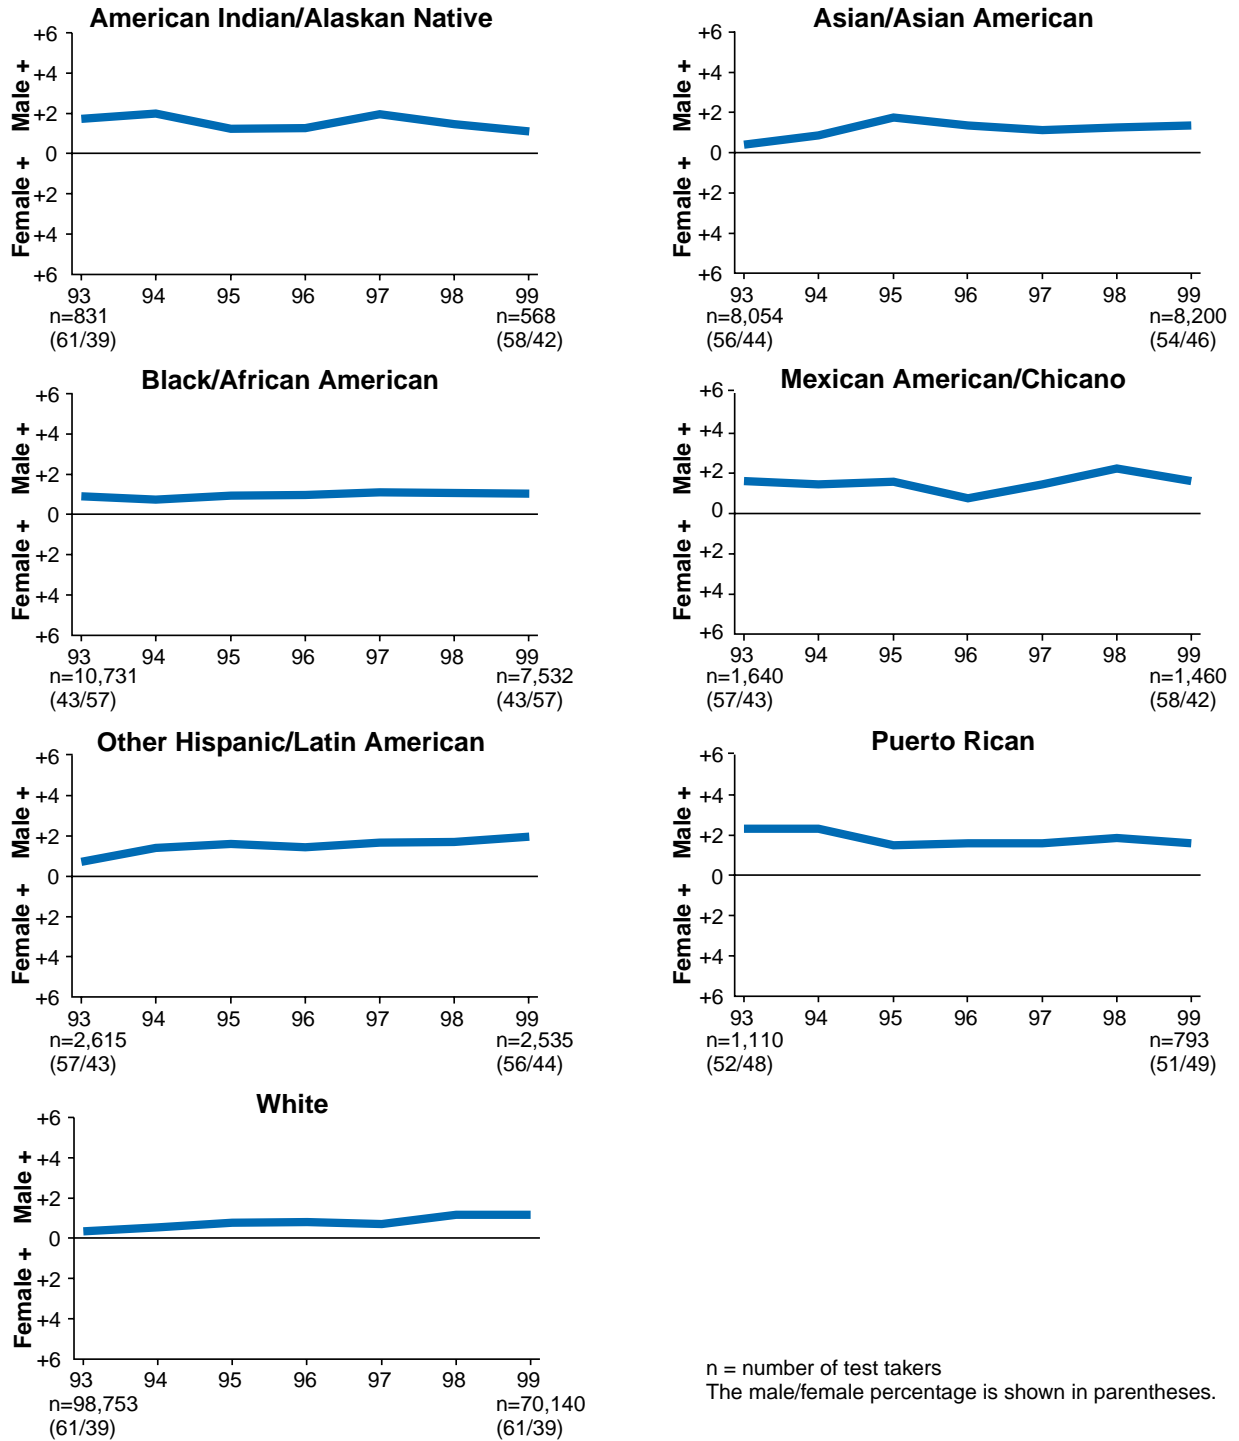 American Indian/Alaskan Native
+6
+4
+2
0
+2
+4
+6
Male +
Female +
93 94 95 96 97 98 99
n=831 n=568
(61/39) (58/42)
Asian/Asian American
+6
+4
+2
0
+2
+4
+6
Male +
Female +
93 94 95 96 97 98 99
n=8,054 n=8,200
(56/44) (54/46)
Black/African American
+6
+4
+2
0
+2
+4
+6
Male +
Female +
93 94 95 96 97 98 99
n=10,731 n=7,532
(43/57) (43/57)
Mexican American/Chicano
+6
+4
+2
0
+2
+4
+6
Male +
Female +
93 94 95 96 97 98 99
n=1,640 n=1,460
(57/43) (58/42)
Other Hispanic/Latin American
+6
+4
+2
0
+2
+4
+6
Male +
Female +
93 94 95 96 97 98 99
n=2,615 n=2,535
(57/43) (56/44)
Puerto Rican
+6
+4
+2
0
+2
+4
+6
Male +
Female +
93 94 95 96 97 98 99
n=1,110 n=793
(52/48) (51/49)
White
+6
+4
+2
0
+2
+4
+6
Male +
Female +
93 94 95 96 97 98 99
n=98,753 n=70,140
(61/39) (61/39)
n = number of test takers
The male/female percentage is shown in parentheses.